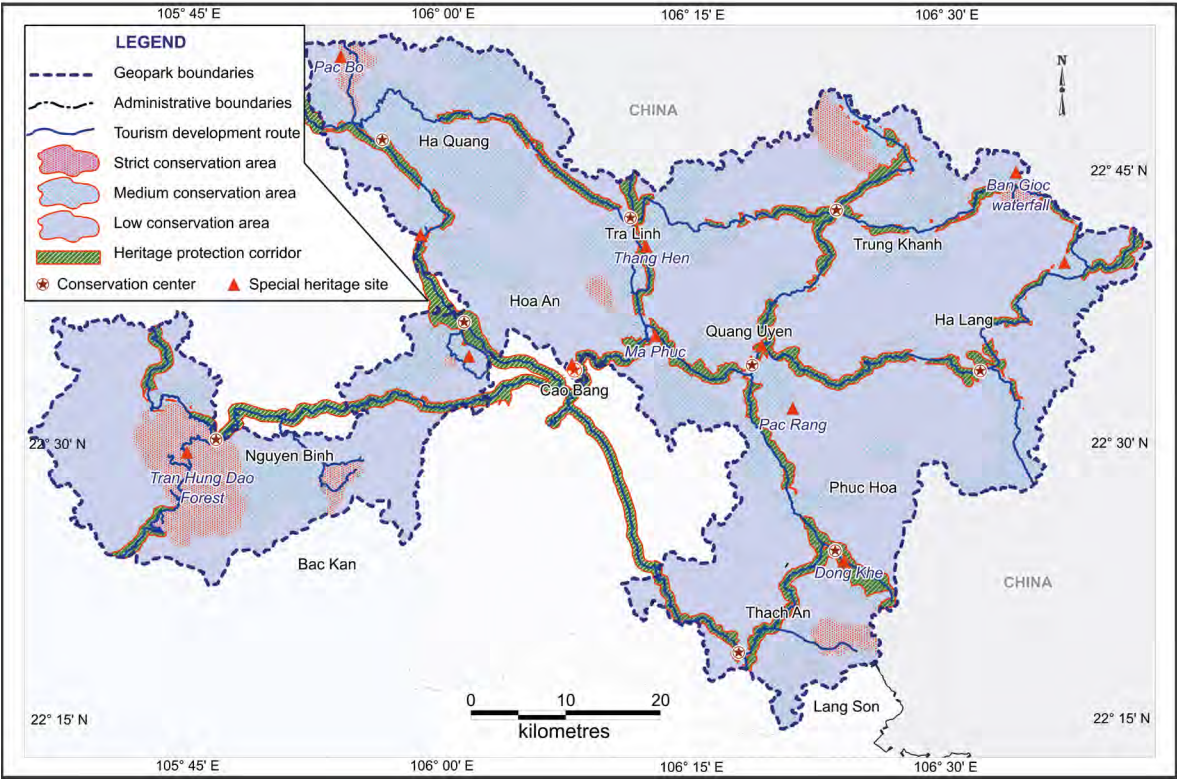 105° 45' E
106° 00' E
106° 15' E
106° 30' E
LEGEND
Geopark boundaries
Administrative boundaries
Tourism development route
Strict conservation area
Medium conservation area
Low conservation area
Heritage protection corridor
Conservation center
Special heritage site
Pac Bo
Ha Quang
CHINA
N
22° 45' N
Ban Gioc
waterfall
Tra Linh
Thang Hen
Trung Khanh
Hoa An
Quang Uyen
Ha Lang
Ma Phuc
Cao Bang
Pac Rang
22° 30' N
22° 30' N
Nguyen Binh
Tran Hung Dao
Forest
Phuc Hoa
Bac Kan
Dong Khe
CHINA
Thach An
0
10
20
kilometres
Lang Son
22° 15' N
22° 15' N
105° 45' E
106° 00' E
106° 15' E
106° 30' E